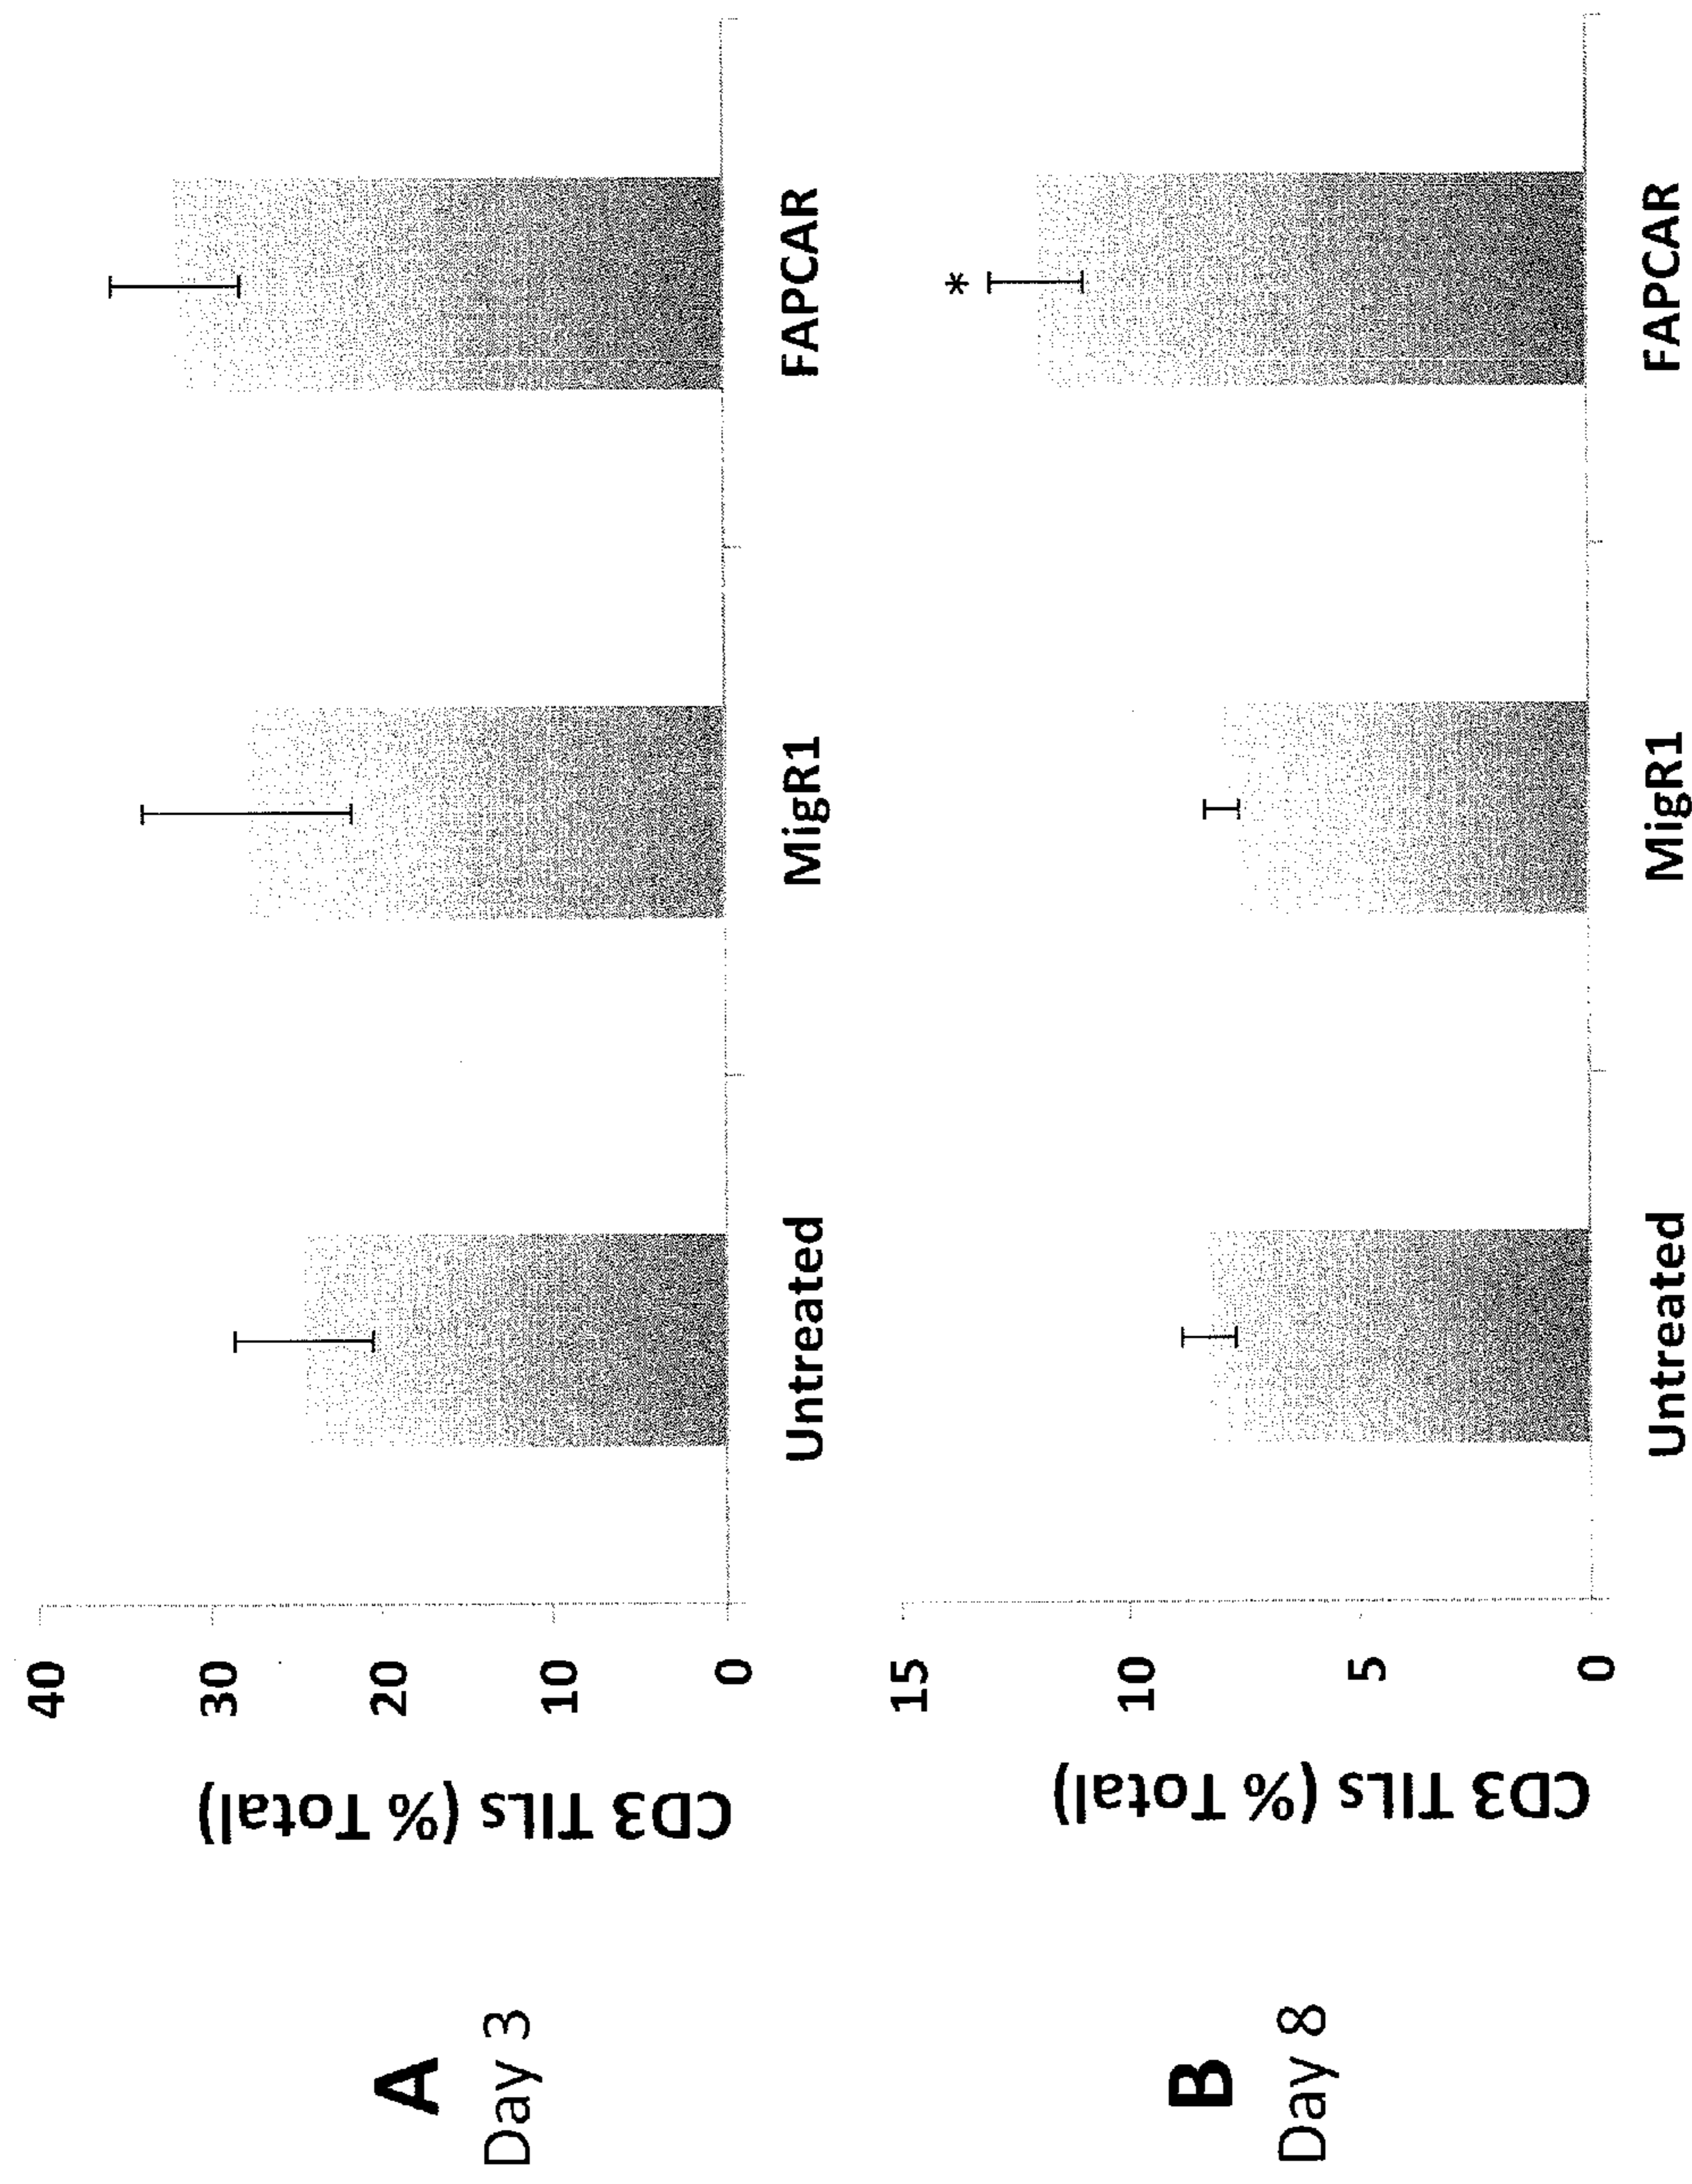 A
Day 3
CD3 TILs (% Total)
40
30
20
10
0
Untreated
MigR1
FAPCAR
B
Day 8
CD3 TILs (% Total)
15
10
5
0
*
Untreated
MigR1
FAPCAR